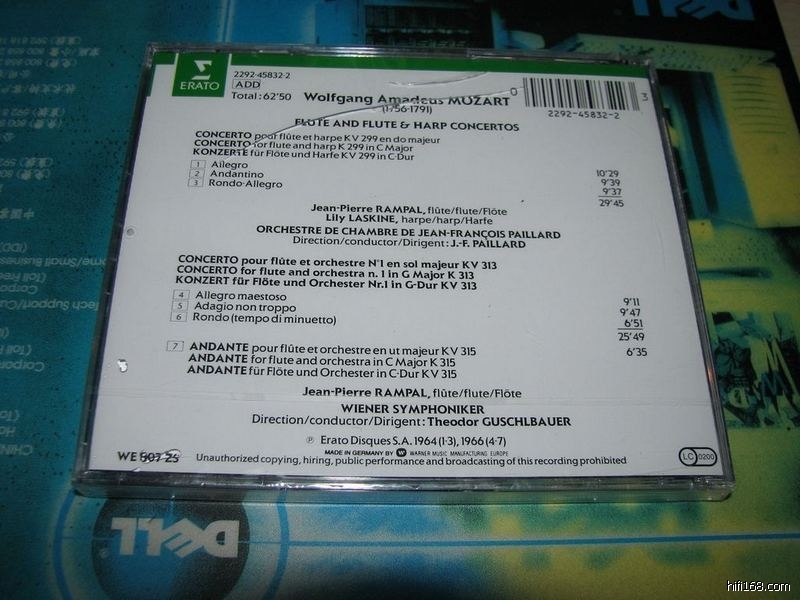 DELL
ERATO
2292-45832-2
ADD
Total: 62'50
Wolfgang Amadeus MOZART
(1756-1791)
0
3
2292-45832-2
FLUTE AND FLUTE & HARP CONCERTOS
CONCERTO pour flûte et harpe KV 299 en do majeur
CONCERTO for flute and harp K 299 in C Major
KONZERTE für Flöte und Harfe KV 299 in C-Dur
1 Allegro 10'29
2 Andantino 9'39
3 Rondo-Allegro 9'37
29'45
Jean-Pierre RAMPAL, flûte/flute/Flöte
Lily LASKINE, harpe/harp/Harfe
ORCHESTRE DE CHAMBRE DE JEAN-FRANÇOIS PAILLARD
Direction/conductor/Dirigent: J.-F. PAILLARD
CONCERTO pour flûte et orchestre N°1 en sol majeur KV 313
CONCERTO for flute and orchestra n. 1 in G Major K 313
KONZERT für Flöte und Orchester Nr.1 in G-Dur KV 313
4 Allegro maestoso 9'11
5 Adagio non troppo 9'47
6 Rondo (tempo di minuetto) 6'51
25'49
7 ANDANTE pour flûte et orchestre en ut majeur KV 315 6'35
ANDANTE for flute and orchestra in C Major K 315
ANDANTE für Flöte und Orchester in C-Dur KV 315
Jean-Pierre RAMPAL, flûte/flute/Flöte
WIENER SYMPHONIKER
Direction/conductor/Dirigent: Theodor GUSCHLBAUER
℗ Erato Disques S.A. 1964 (1-3), 1966 (4-7)
MADE IN GERMANY BY W WARNER MUSIC MANUFACTURING EUROPE
WE 807 ZS
Unauthorized copying, hiring, public performance and broadcasting of this recording prohibited
LC 0200
DELL
hifi168.com